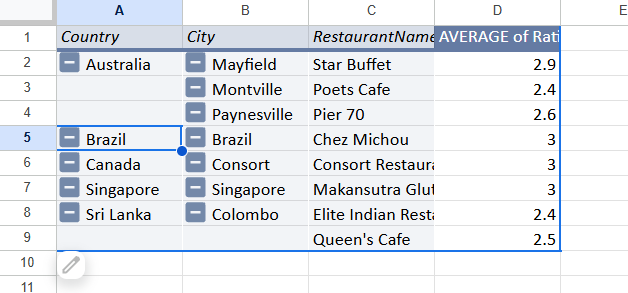 A B C D E
1 Country City RestaurantName AVERAGE of Rati
2 Australia Mayfield Star Buffet 2.9
3 Montville Poets Cafe 2.4
4 Paynesville Pier 70 2.6
5 Brazil Brazil Chez Michou 3
6 Canada Consort Consort Restaura 3
7 Singapore Singapore Makansutra Glut 3
8 Sri Lanka Colombo Elite Indian Resta 2.4
9 Queen's Cafe 2.5
10
11